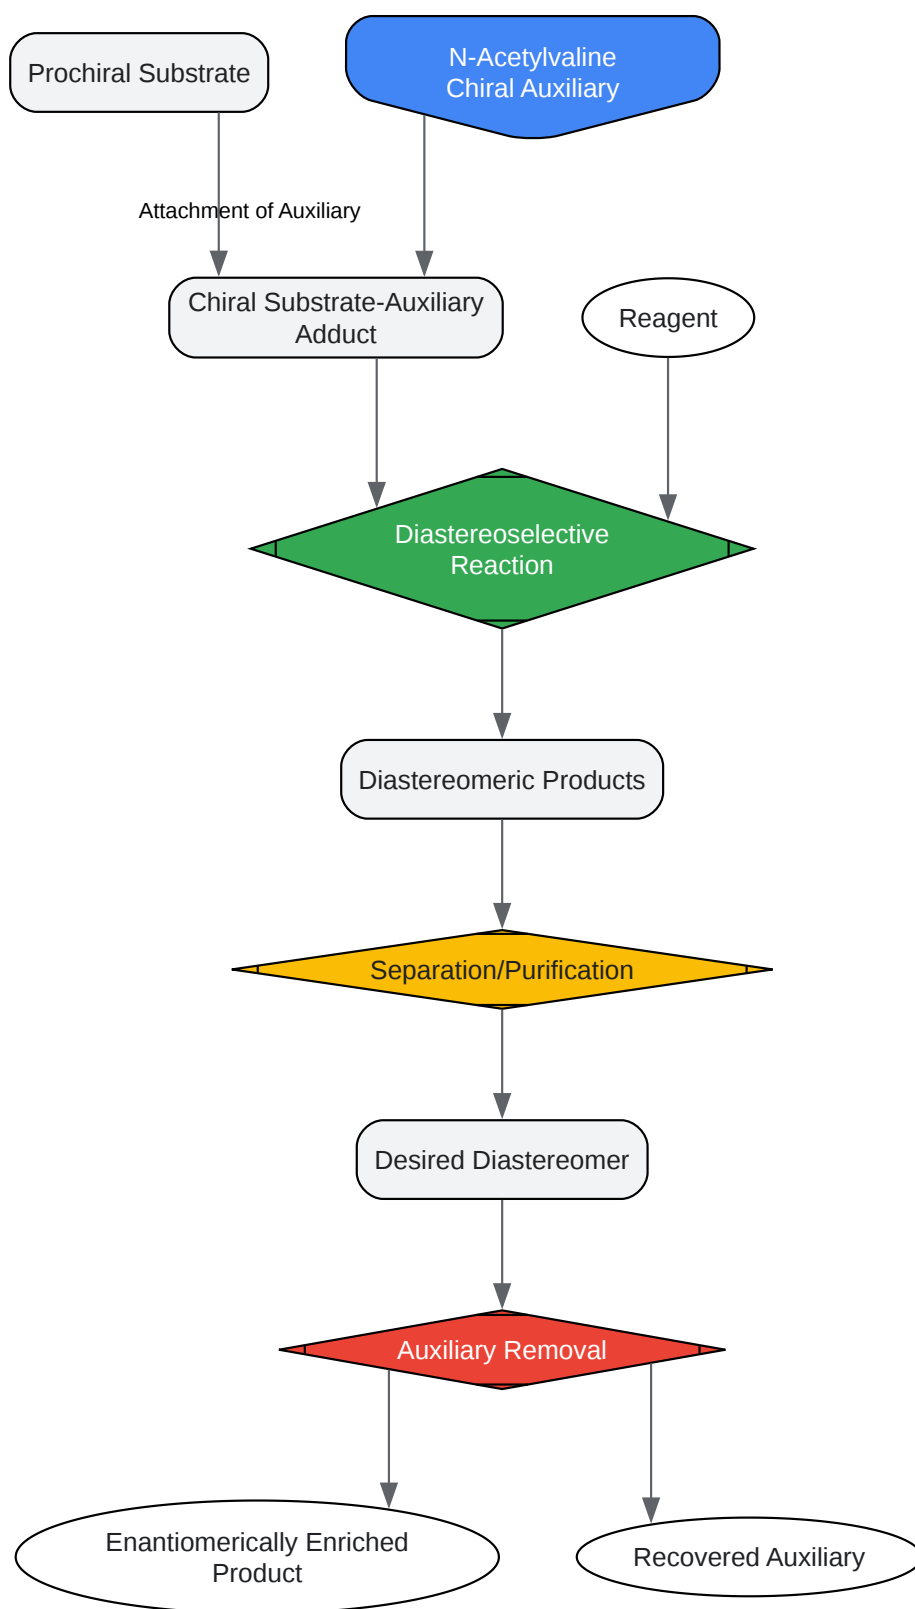 Prochiral Substrate
N-Acetylvaline
Chiral Auxiliary
Attachment of Auxiliary
Chiral Substrate-Auxiliary
Adduct
Reagent
Diastereoselective
Reaction
Diastereomeric Products
Separation/Purification
Desired Diastereomer
Auxiliary Removal
Enantiomerically Enriched
Product
Recovered Auxiliary